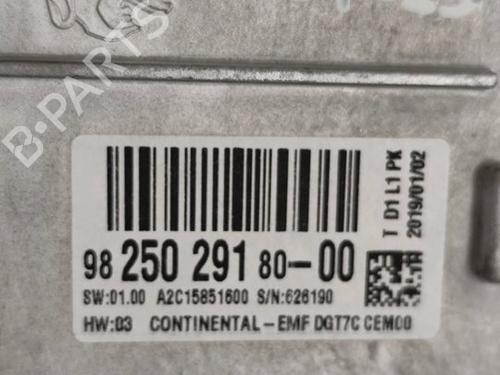 B-PARTS
98 250 291 80-00
SW:01.00 A2C15851600 S/N:626190
HW:03 CONTINENTAL-EMF DGT7C CEM00
T D1 L1 PK
2019/01/02